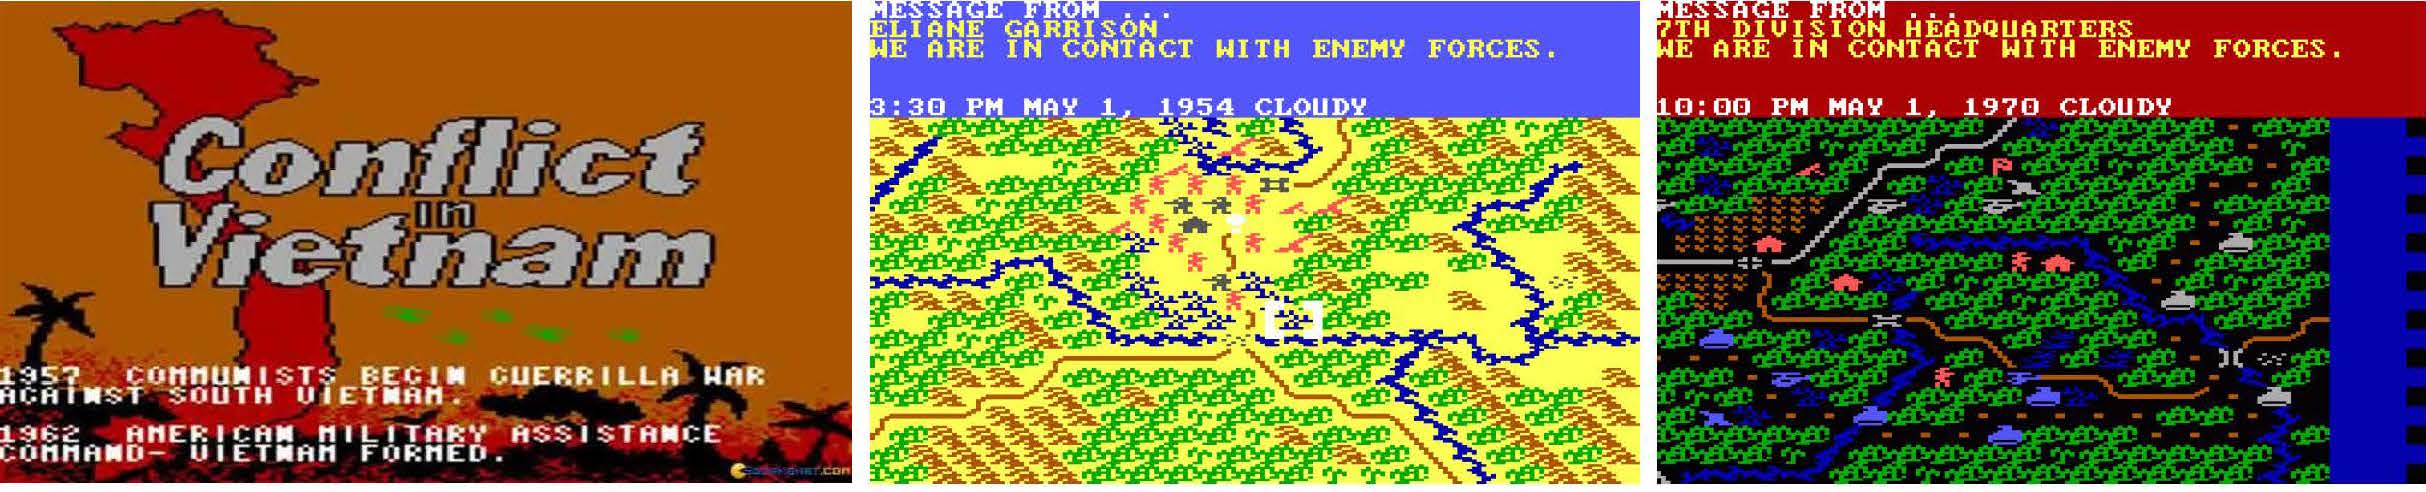 Conflict
IN
Vietnam
1957 COMMUNISTS BEGIN GUERRILLA WAR
AGAINST SOUTH VIETNAM.
1962 AMERICAN MILITARY ASSISTANCE
COMMAND- VIETNAM FORMED.
MESSAGE FROM ...
ELIANE GARRISON
WE ARE IN CONTACT WITH ENEMY FORCES.
3:30 PM MAY 1, 1954 CLOUDY
MESSAGE FROM ...
7TH DIVISION HEADQUARTERS
WE ARE IN CONTACT WITH ENEMY FORCES.
10:00 PM MAY 1, 1970 CLOUDY